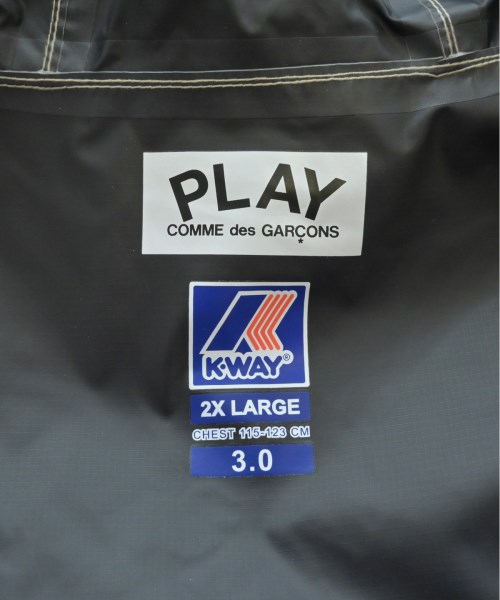 PLAY
COMME des GARÇONS
K-WAY®
2X LARGE
CHEST 115-123 CM
3.0